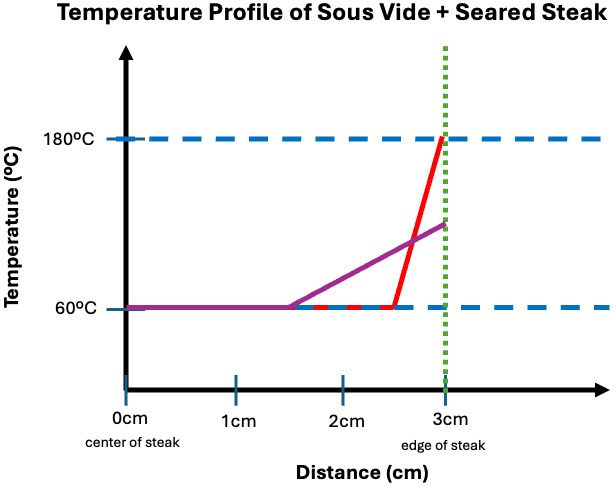 Temperature Profile of Sous Vide + Seared Steak
Temperature (ºC)
180ºC
60ºC
0cm
1cm
2cm
3cm
center of steak
edge of steak
Distance (cm)